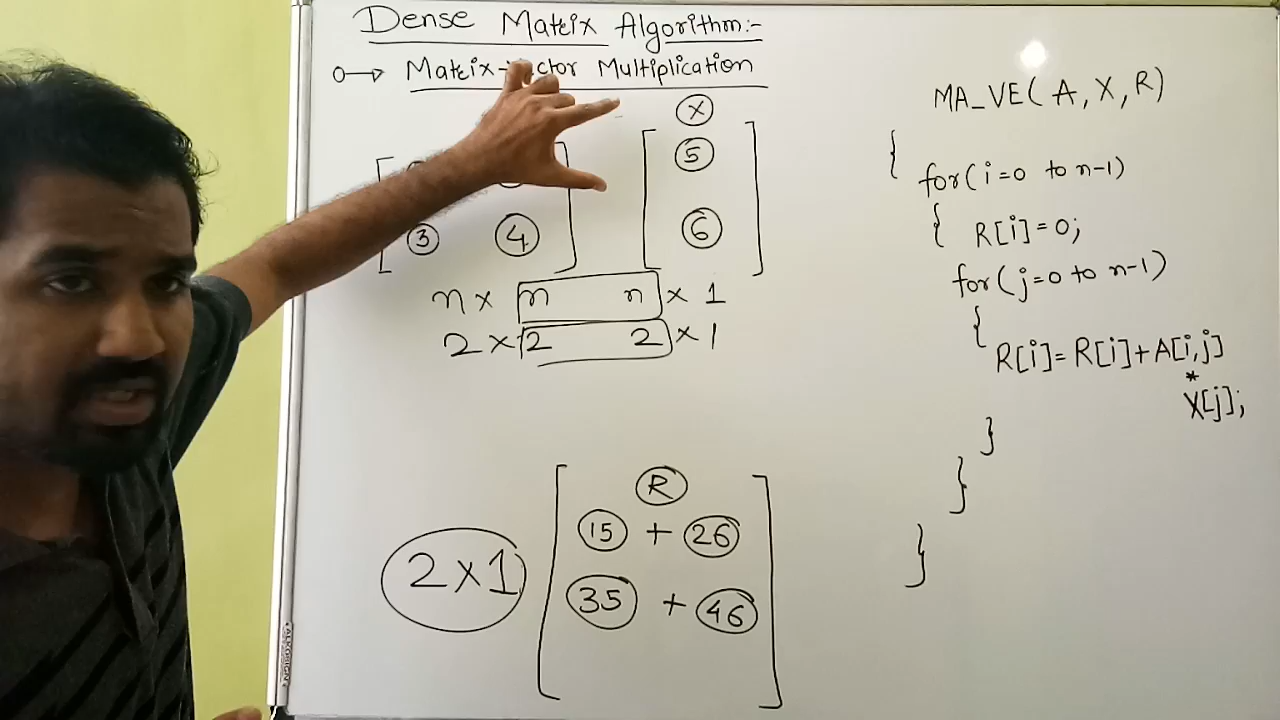 Dense Matrix Algorithm:-
Matrix- ctor Multiplication
X
5
3 4
6
n x n n x 1
2 x 2 2 x 1
R
2 x 1
15 + 26
35 + 46
MA_VE( A, X, R)
{
for(i=0 to n-1)
{ R[i]=0;
for(j=0 to n-1)
{
R[i]=R[i]+A[i,j]
*
X[j];
}
}
}